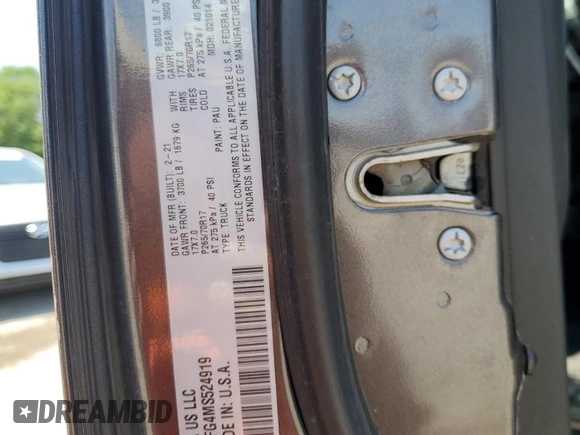 GVWR: 6800 LB / 3
GAWR REAR: 3900
17X7.0
P265/70R17
AT 275 kPa / 40 PSI
MDH: 021014
WITH
RIMS
TIRES
COLD
DATE OF MFR (BUILT): 2-21
GAWR FRONT: 3700 LB / 1679 KG
17X7.0
P265/70R17
AT 275 kPa / 40 PSI
TYPE: TRUCK
PAINT: PAU
THIS VEHICLE CONFORMS TO ALL APPLICABLE U.S.A. FEDERAL M
STANDARDS IN EFFECT ON THE DATE OF MANUFACTURE
US LLC
FG4MS524919
DE IN: U.S.A.
DREAMBID